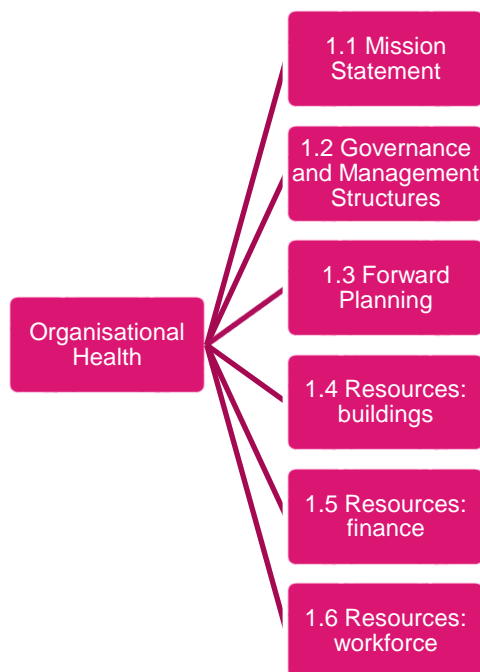 1.1 Mission
Statement
1.2 Governance
and Management
Structures
1.3 Forward
Planning
Organisational
Health
1.4 Resources:
buildings
1.5 Resources:
finance
1.6 Resources:
workforce